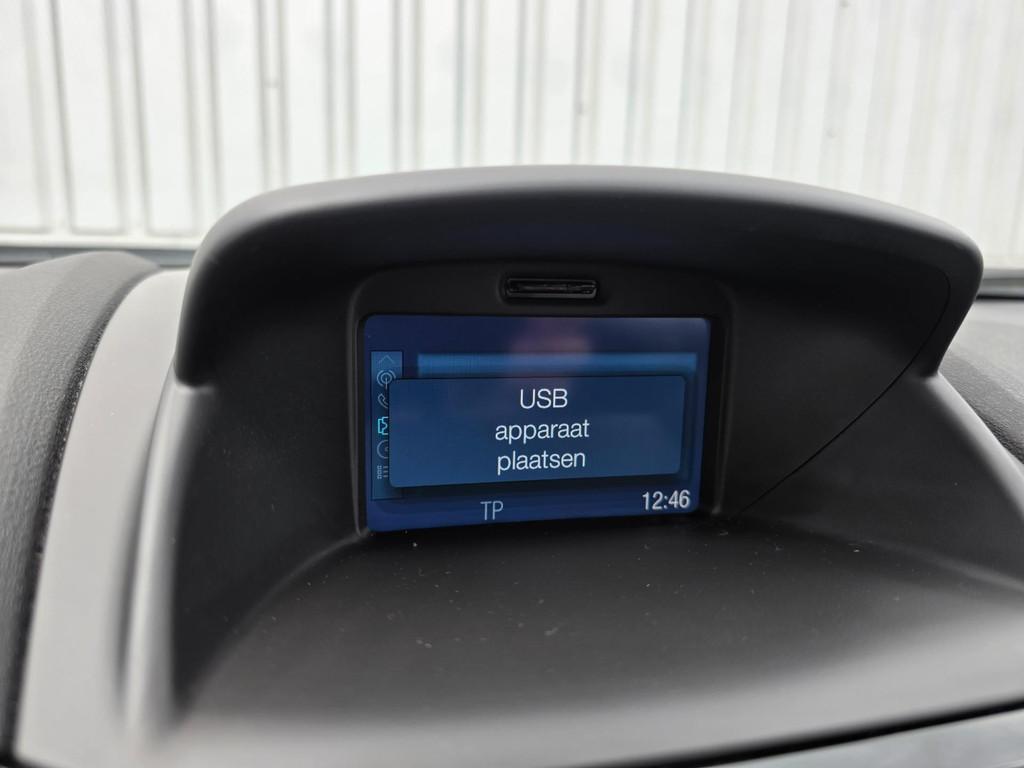 USB
apparaat
plaatsen
TP
12:46